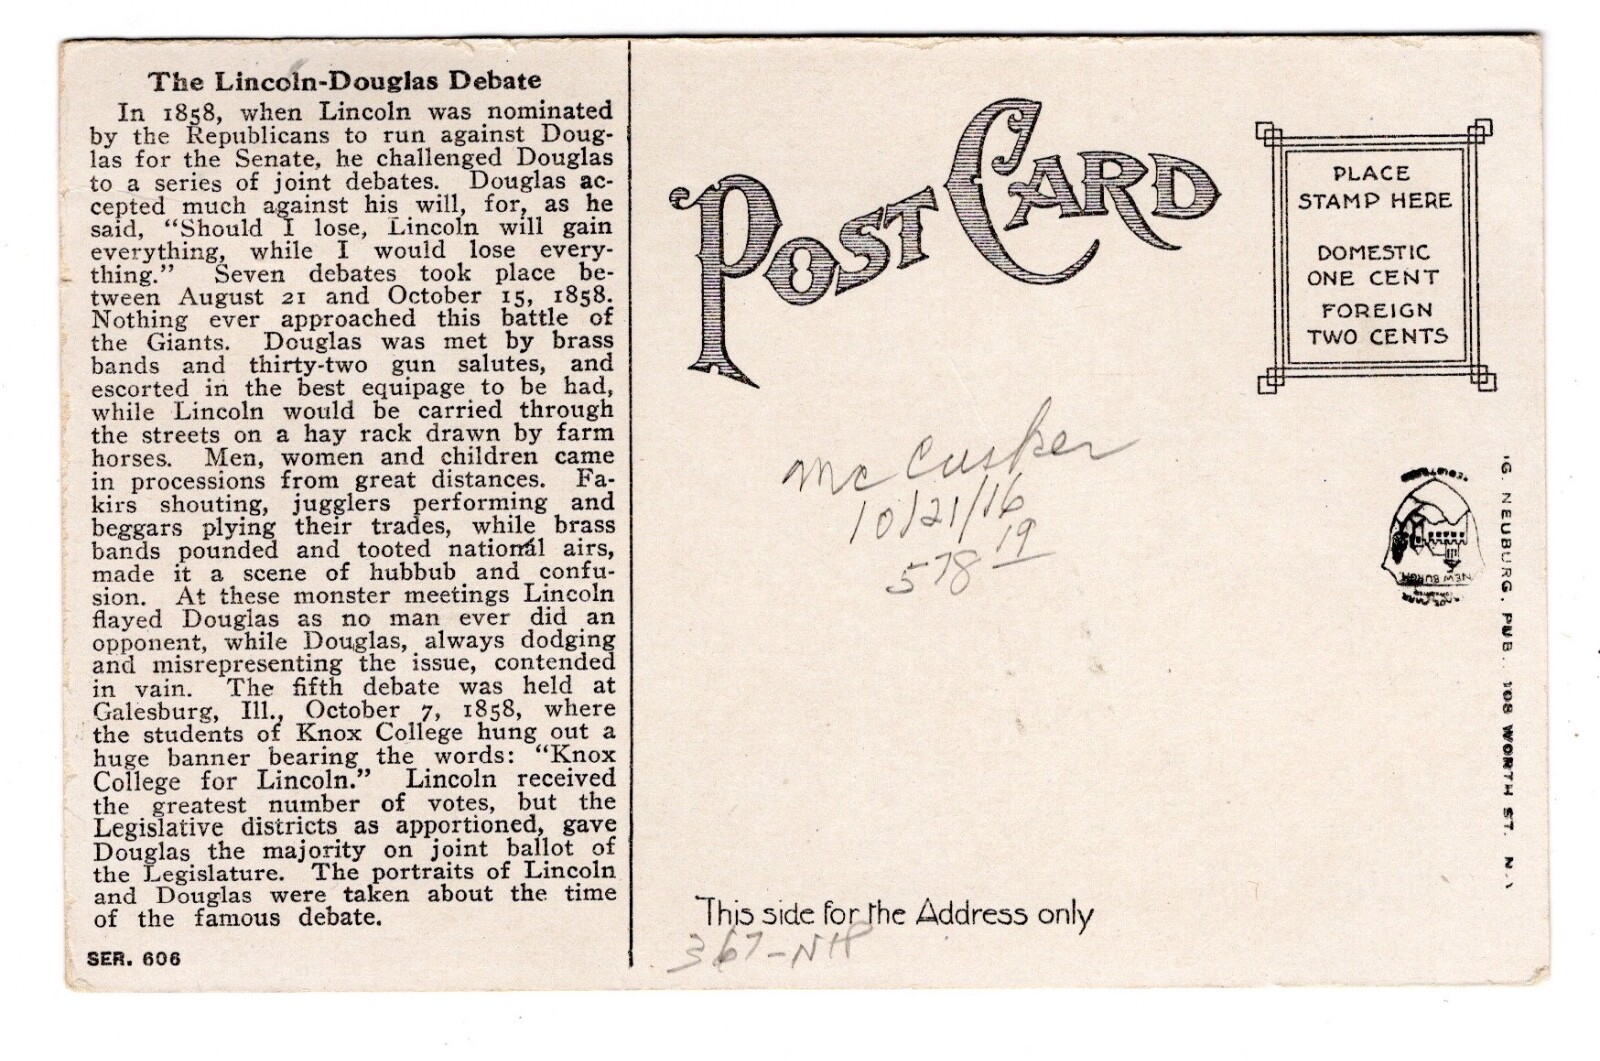 The Lincoln-Douglas Debate
In 1858, when Lincoln was nominated
by the Republicans to run against Doug-
las for the Senate, he challenged Douglas
to a series of joint debates. Douglas ac-
cepted much against his will, for, as he
said, “Should I lose, Lincoln will gain
everything, while I would lose every-
thing.” Seven debates took place be-
tween August 21 and October 15, 1858.
Nothing ever approached this battle of
the Giants. Douglas was met by brass
bands and thirty-two gun salutes, and
escorted in the best equipage to be had,
while Lincoln would be carried through
the streets on a hay rack drawn by farm
horses. Men, women and children came
in processions from great distances. Fa-
kirs shouting, jugglers performing and
beggars plying their trades, while brass
bands pounded and tooted national airs,
made it a scene of hubbub and confu-
sion. At these monster meetings Lincoln
flayed Douglas as no man ever did an
opponent, while Douglas, always dodging
and misrepresenting the issue, contended
in vain. The fifth debate was held at
Galesburg, Ill., October 7, 1858, where
the students of Knox College hung out a
huge banner bearing the words: “Knox
College for Lincoln.” Lincoln received
the greatest number of votes, but the
Legislative districts as apportioned, gave
Douglas the majority on joint ballot of
the Legislature. The portraits of Lincoln
and Douglas were taken about the time
of the famous debate.
SER. 606
POST CARD
PLACE
STAMP HERE
DOMESTIC
ONE CENT
FOREIGN
TWO CENTS
McCusker
10/21/16
578 19
This side for the Address only
367-NH
NEW BURGH
G. NEUBURG, PUB., 108 WORTH ST. N.Y